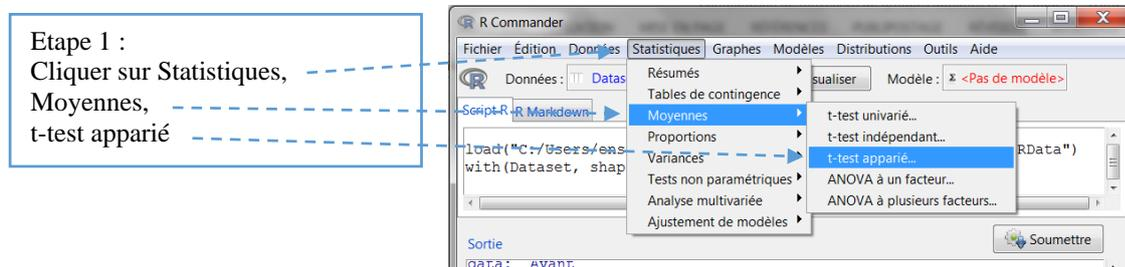 Etape 1 :
Cliquer sur Statistiques,
Moyennes,
t-test apparié
R Commander
Fichier Édition Données Statistiques Graphes Modèles Distributions Outils Aide
Données : Datas
sualiser
Modèle : Σ <Pas de modèle>
Script R R Markdown
Résumés
Tables de contingence
Moyennes
Proportions
Variances
Tests non paramétriques
Analyse multivariée
Ajustement de modèles
t-test univarié...
t-test indépendant...
t-test apparié...
ANOVA à un facteur...
ANOVA à plusieurs facteurs...
load("C:/Users/ens
RData")
with(Dataset, shap
Sortie
Soumettre
data: Avant